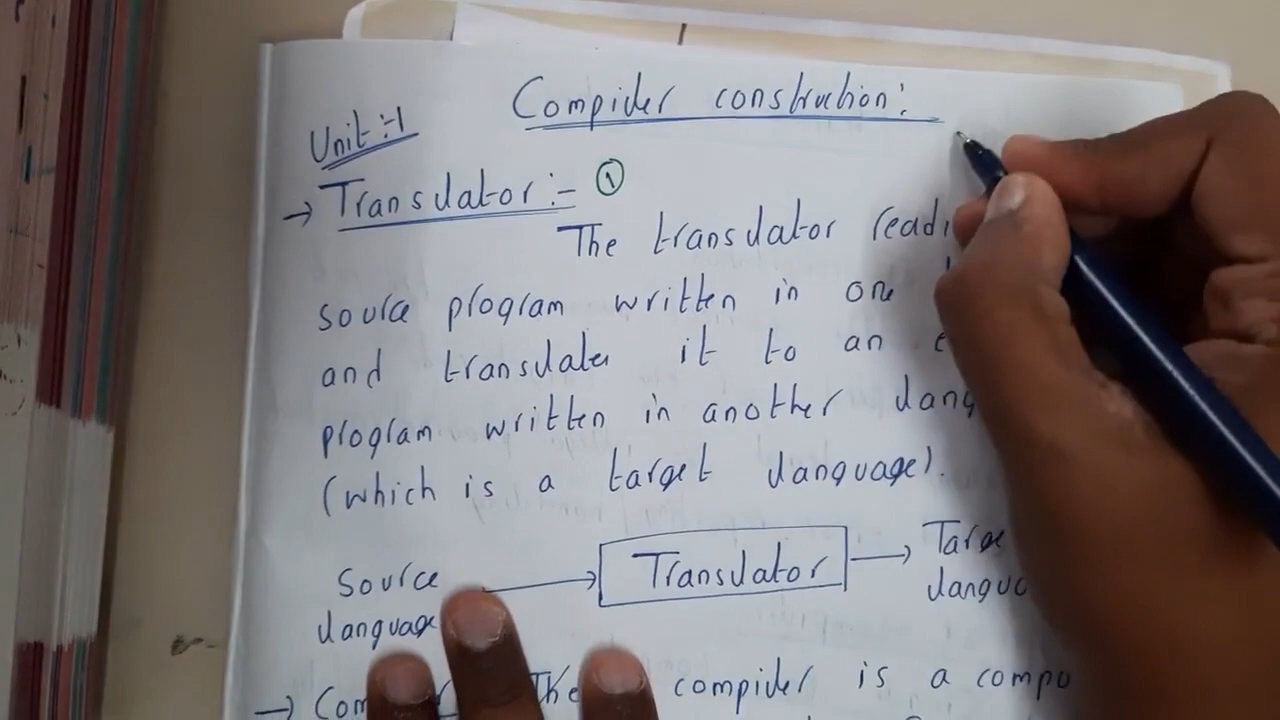 Compiler construction:
Unit:-1
→ Translator:- ①
The translator
source program written in one
and translates it to an
program written in another
(which is a target language).
Source → Translator →
language
→ The compiler is a